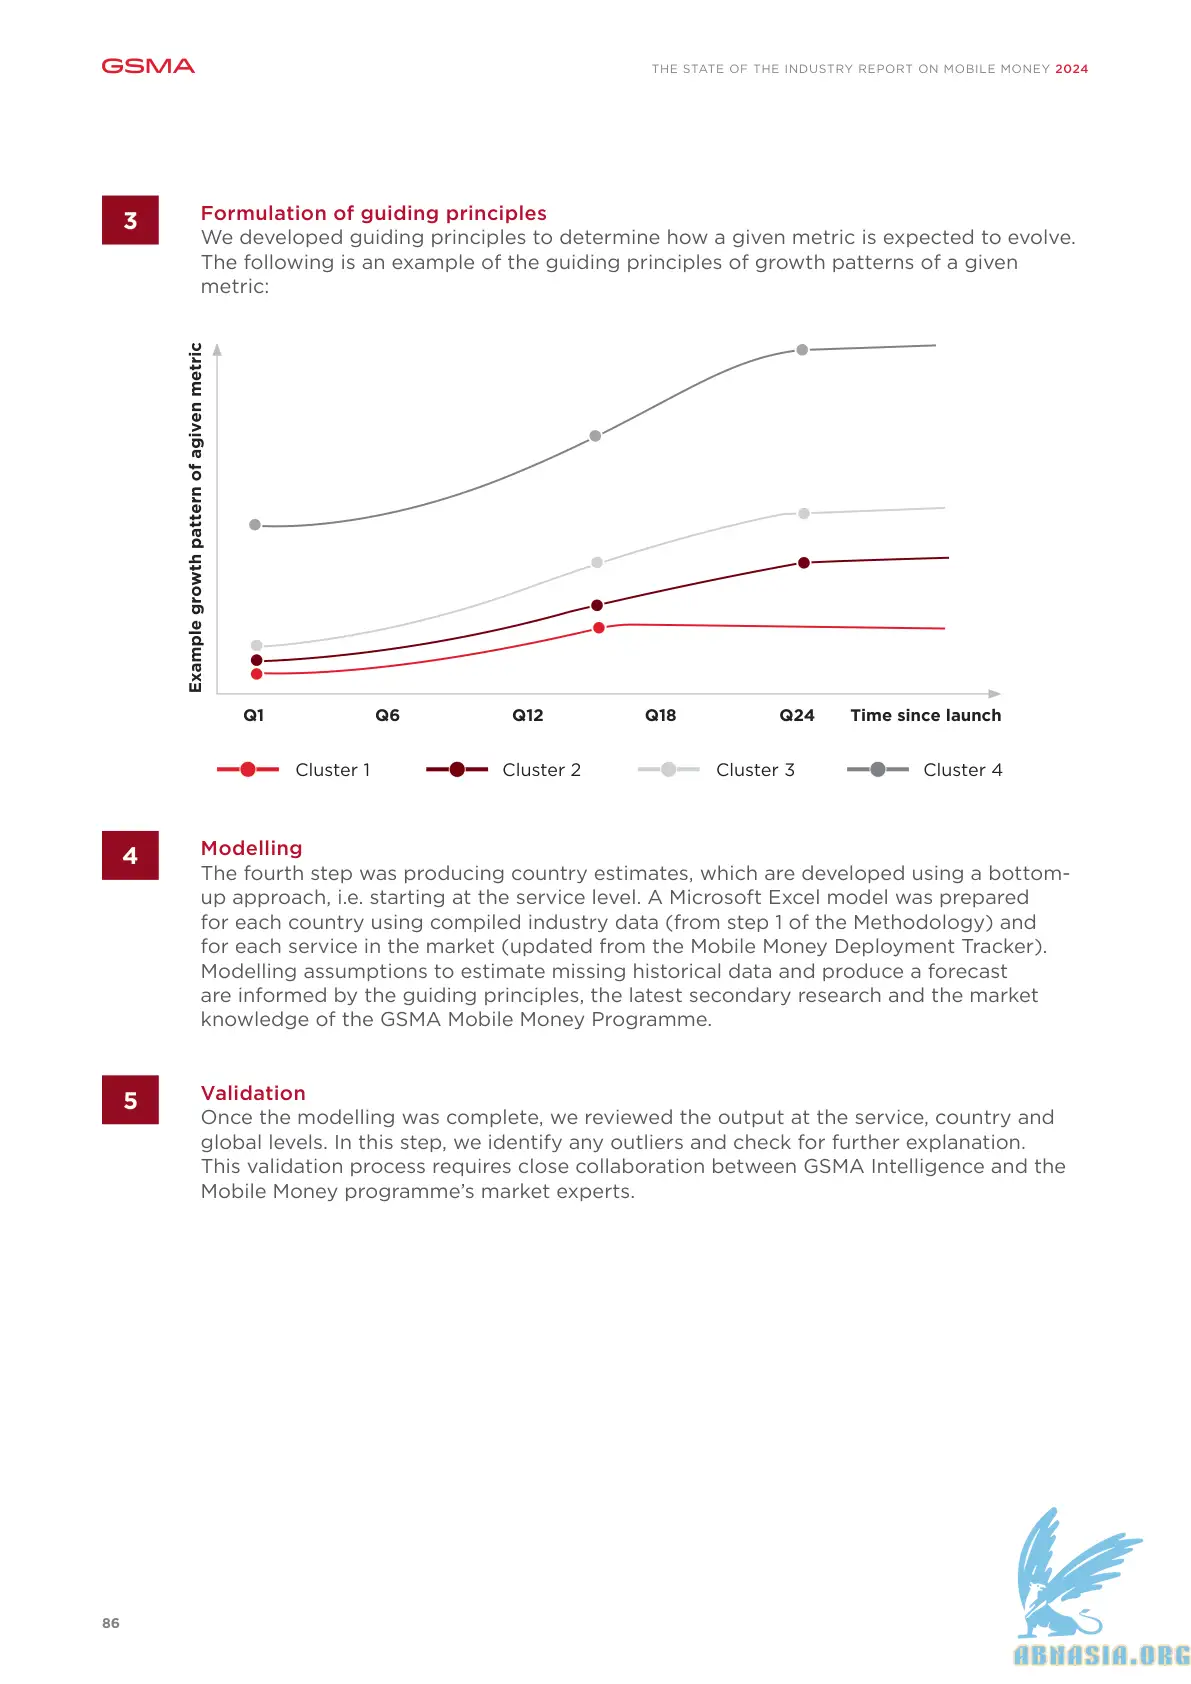 GSMA
THE STATE OF THE INDUSTRY REPORT ON MOBILE MONEY 2024
3
Formulation of guiding principles
We developed guiding principles to determine how a given metric is expected to evolve.
The following is an example of the guiding principles of growth patterns of a given
metric:
Example growth pattern of agiven metric
Q1 Q6 Q12 Q18 Q24 Time since launch
Cluster 1 Cluster 2 Cluster 3 Cluster 4
4
Modelling
The fourth step was producing country estimates, which are developed using a bottom-
up approach, i.e. starting at the service level. A Microsoft Excel model was prepared
for each country using compiled industry data (from step 1 of the Methodology) and
for each service in the market (updated from the Mobile Money Deployment Tracker).
Modelling assumptions to estimate missing historical data and produce a forecast
are informed by the guiding principles, the latest secondary research and the market
knowledge of the GSMA Mobile Money Programme.
5
Validation
Once the modelling was complete, we reviewed the output at the service, country and
global levels. In this step, we identify any outliers and check for further explanation.
This validation process requires close collaboration between GSMA Intelligence and the
Mobile Money programme’s market experts.
86
ABNASIA.ORG